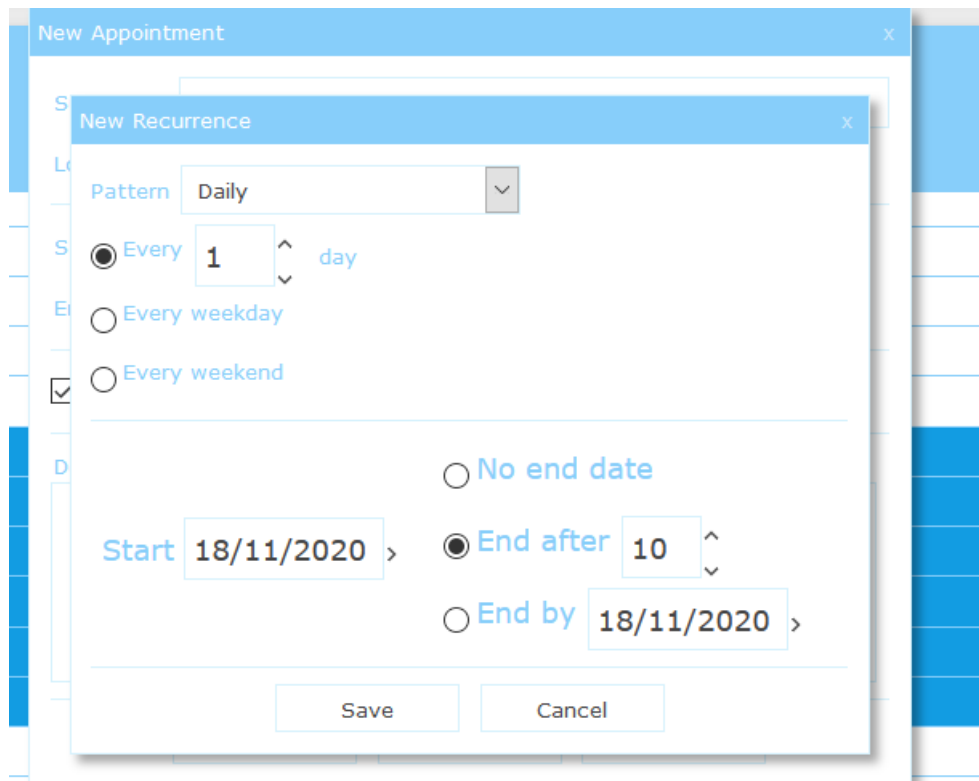 New Appointment x
New Recurrence x
Pattern Daily
Every 1 day
Every weekday
Every weekend
No end date
Start 18/11/2020 End after 10
End by 18/11/2020
Save Cancel